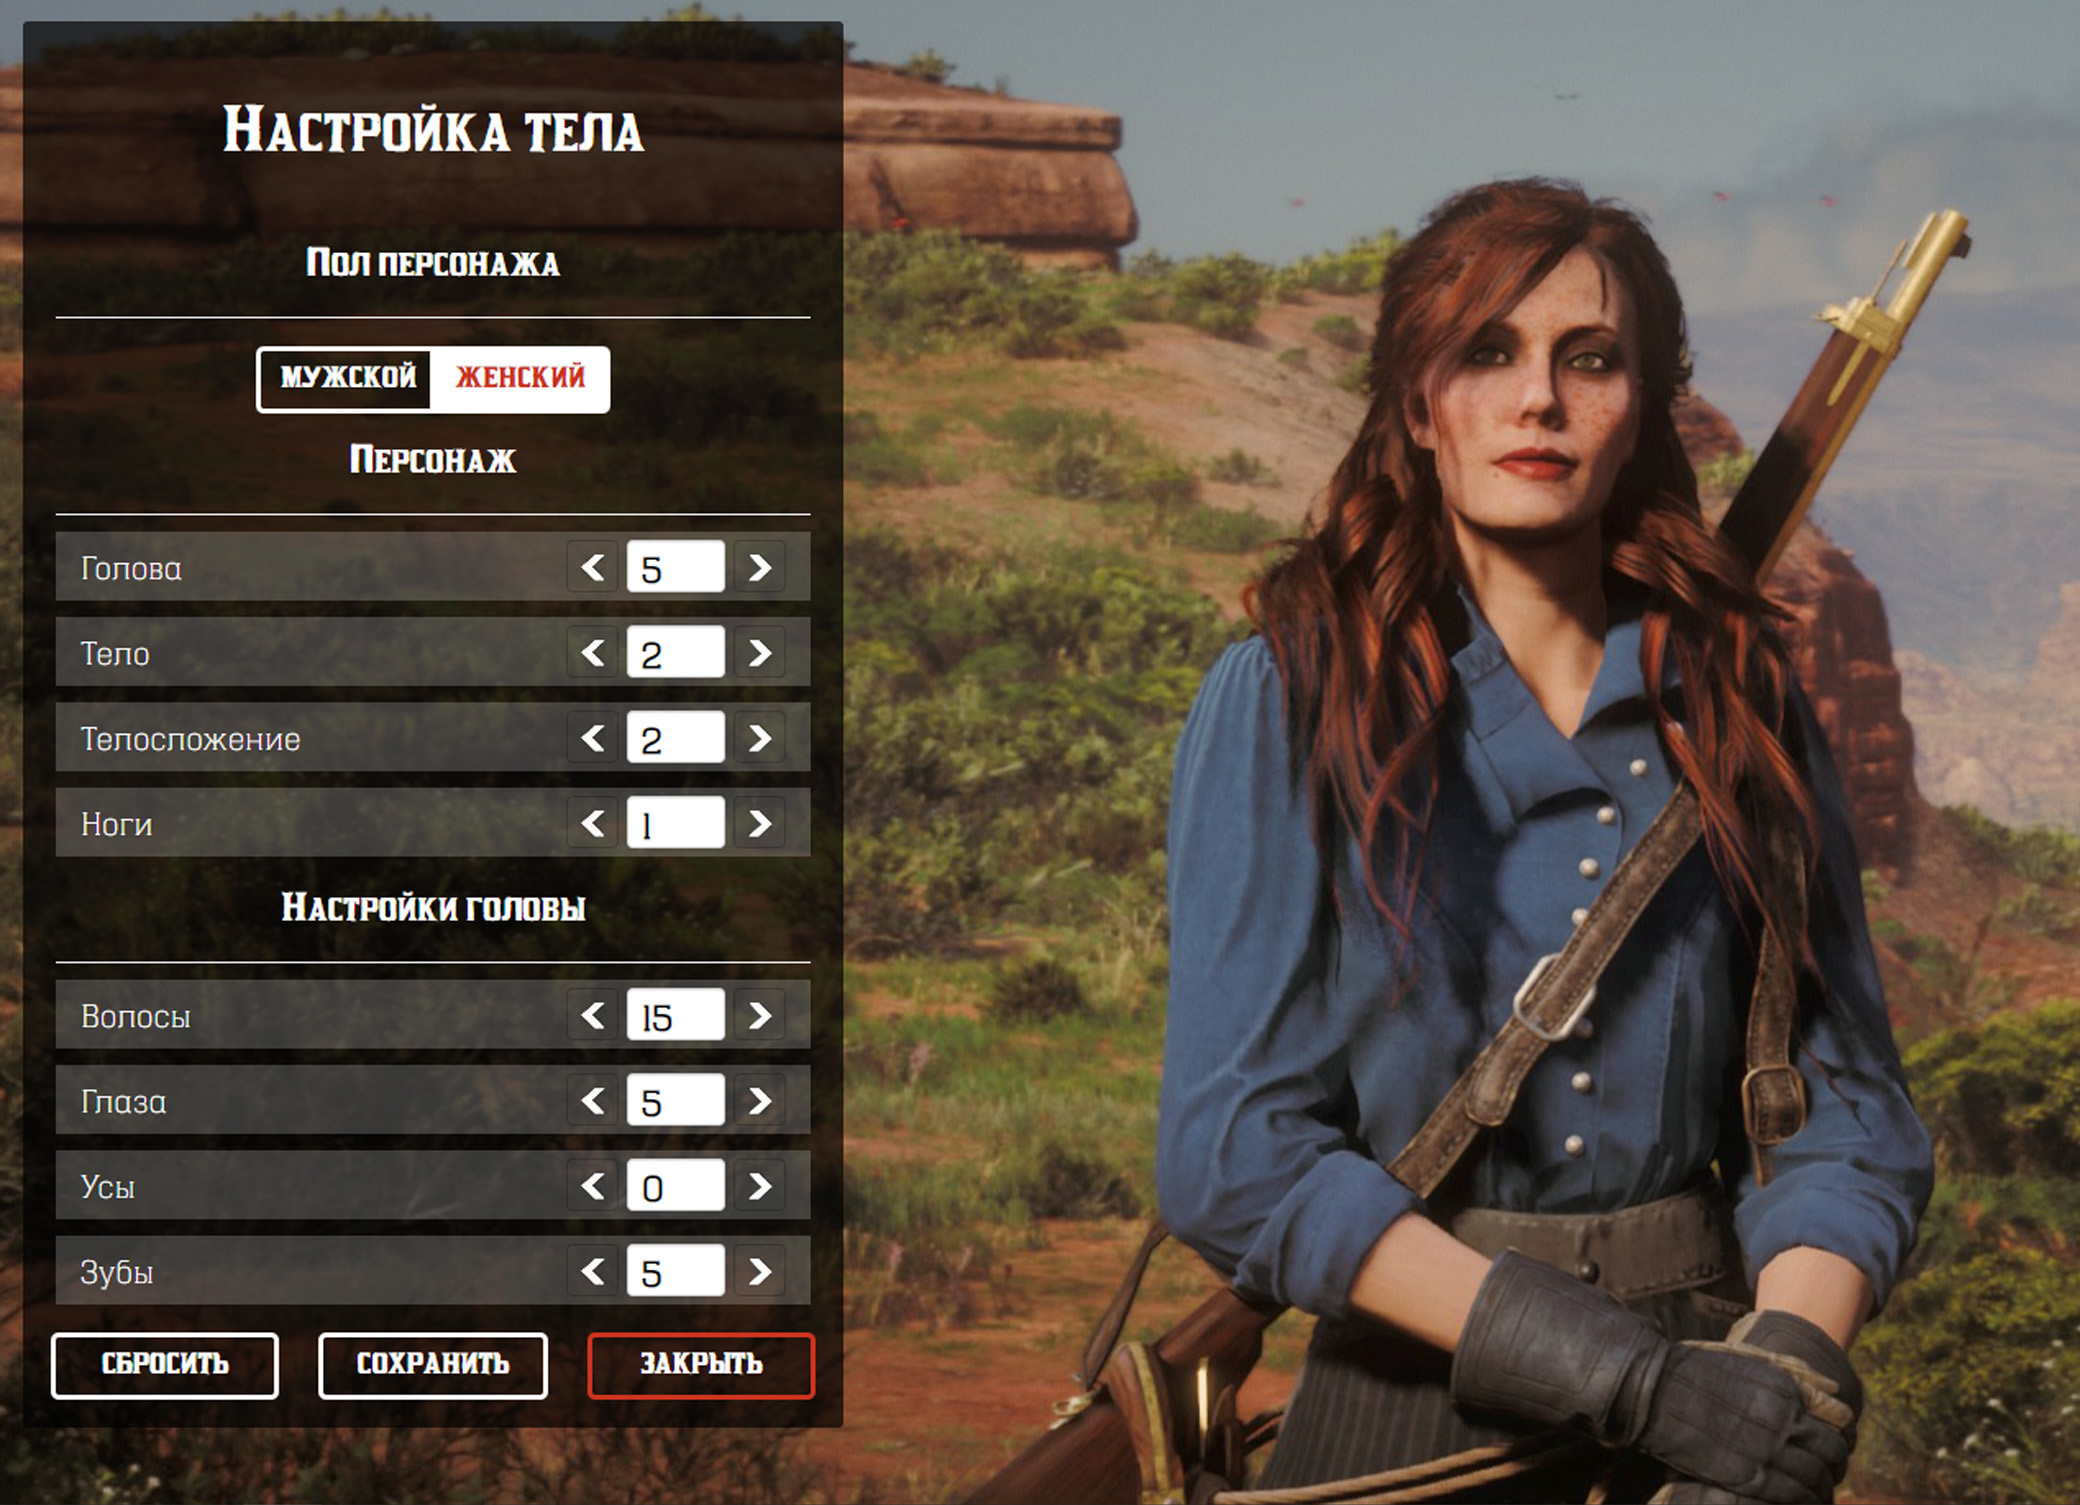 Настройка тела
Пол персонажа
МУЖСКОЙ ЖЕНСКИЙ
Персонаж
Голова 5
Тело 2
Телосложение 2
Ноги 1
Настройки головы
Волосы 15
Глаза 5
Усы 0
Зубы 5
СБРОСИТЬ СОХРАНИТЬ ЗАКРЫТЬ